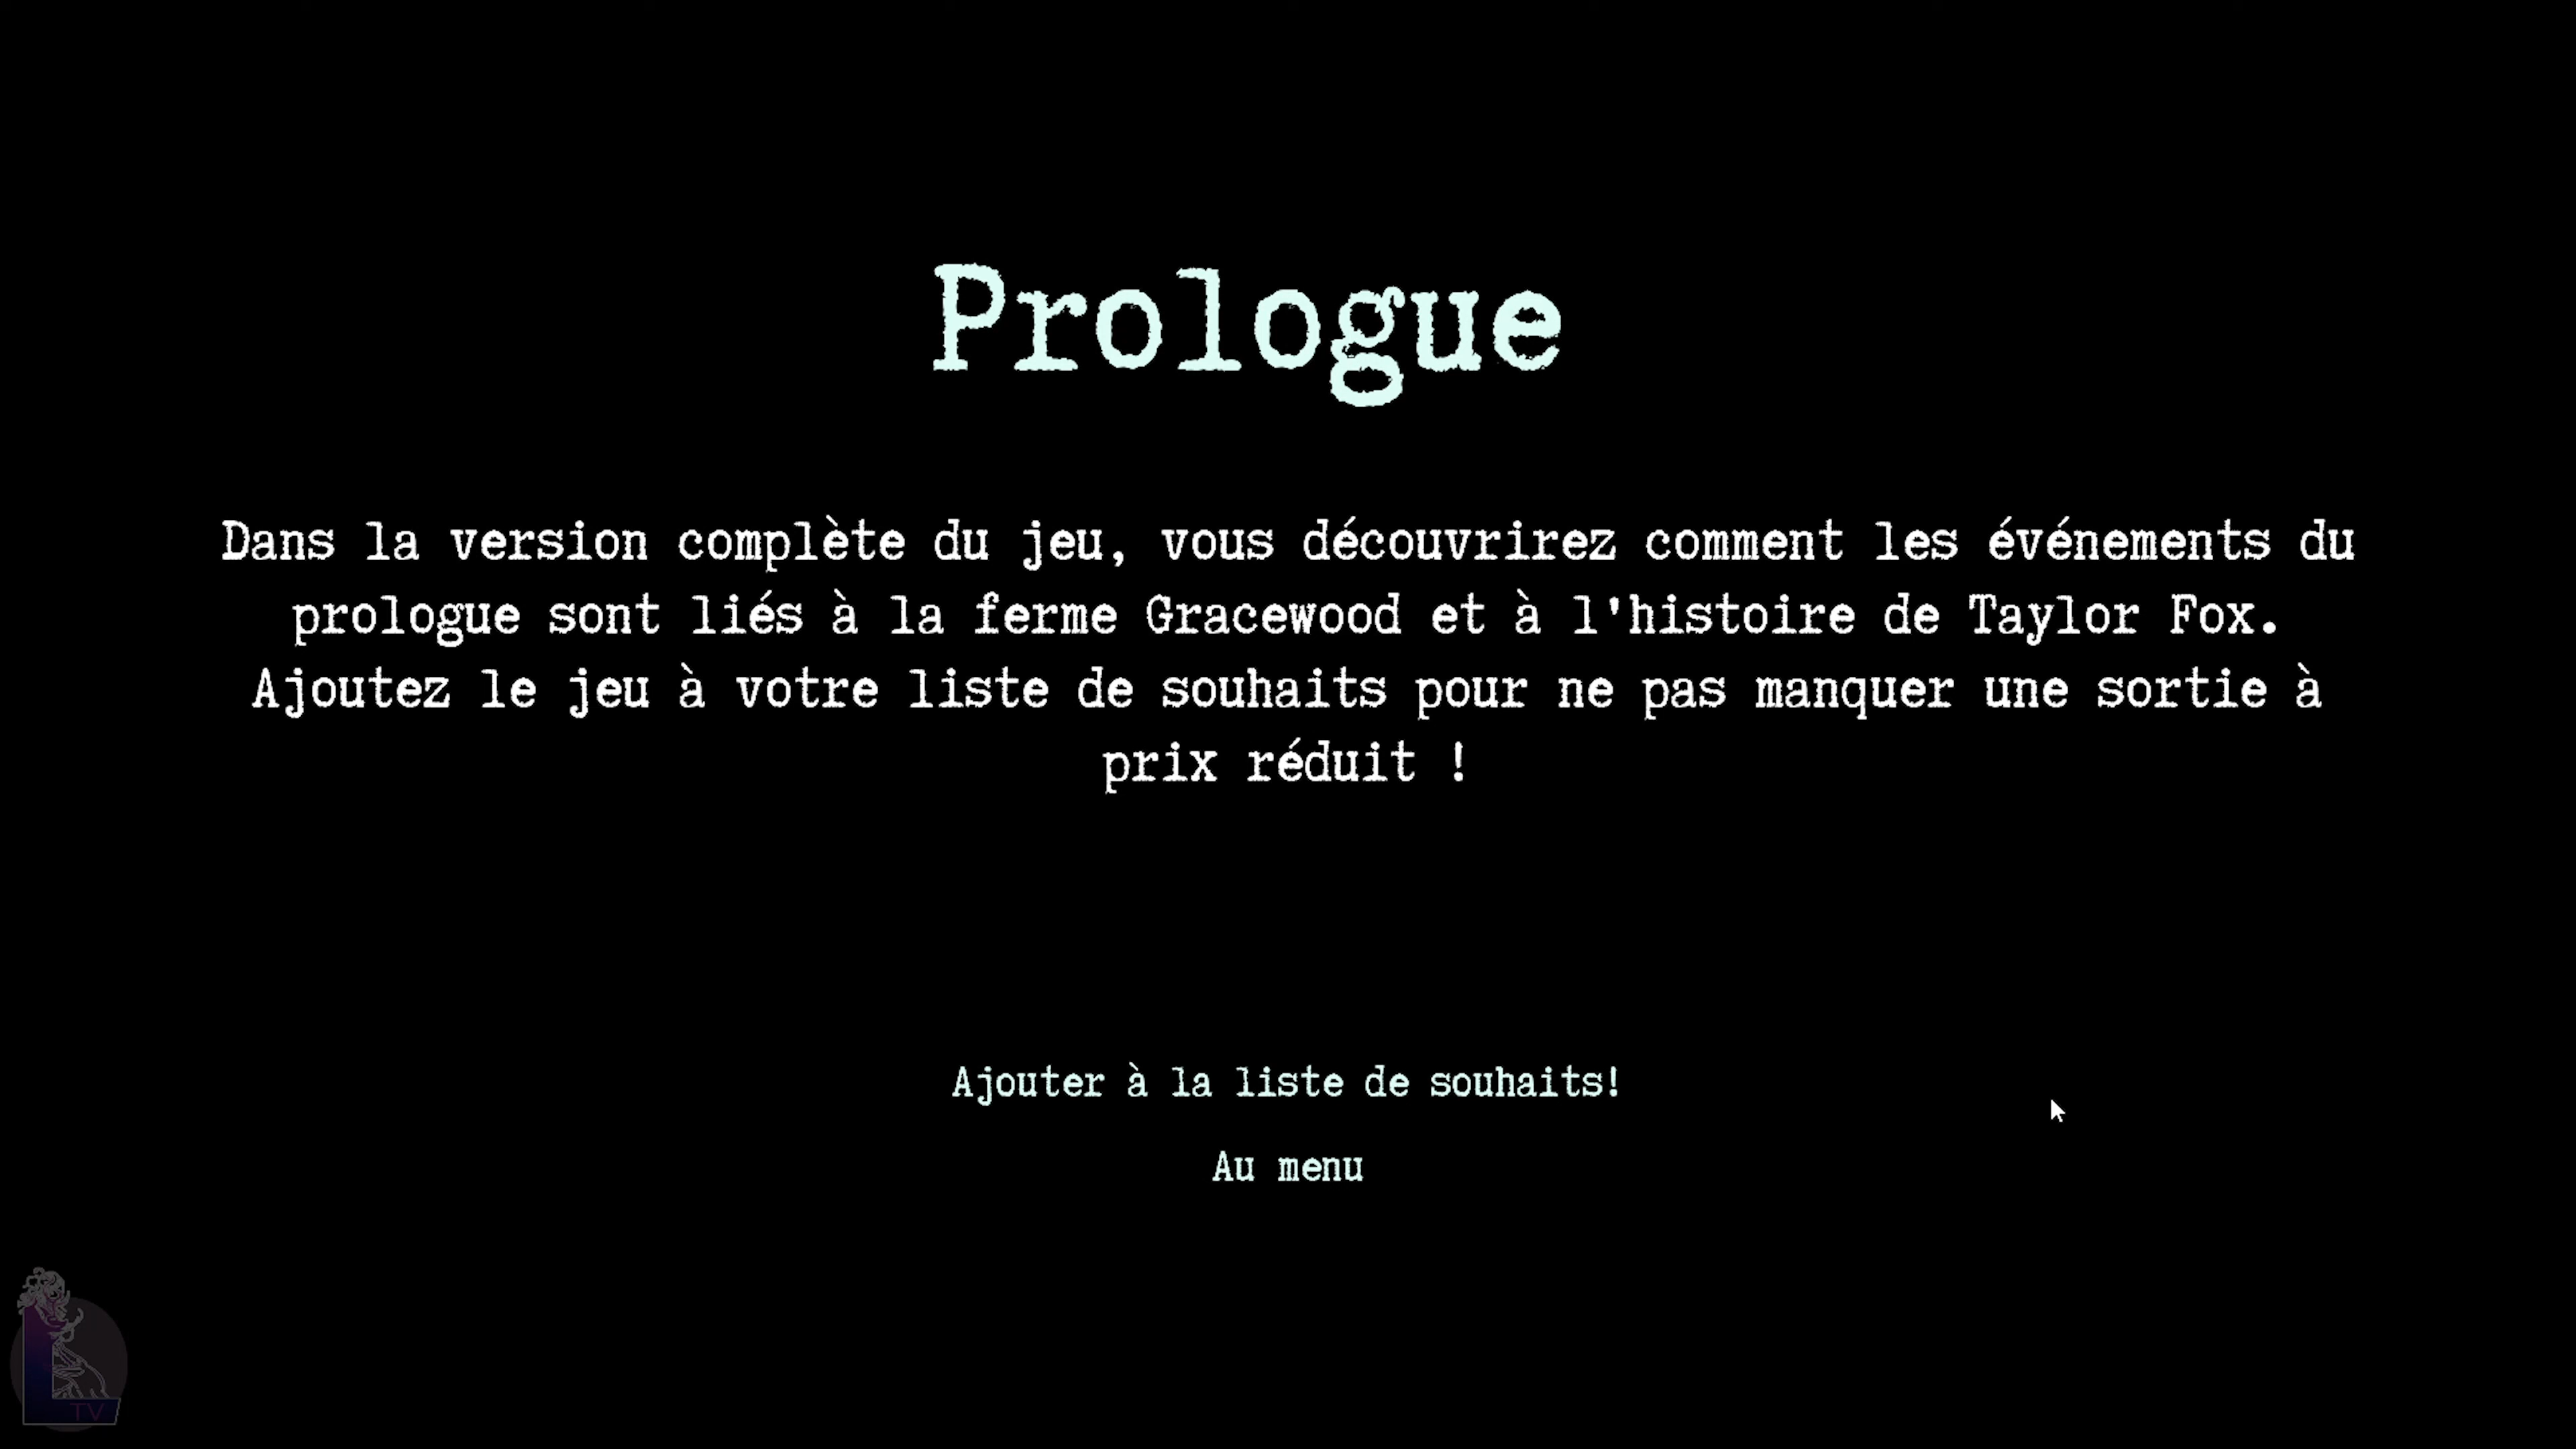 Prologue
Dans la version complète du jeu, vous découvrirez comment les événements du
prologue sont liés à la ferme Gracewood et à l'histoire de Taylor Fox.
Ajoutez le jeu à votre liste de souhaits pour ne pas manquer une sortie à
prix réduit !
Ajouter à la liste de souhaits!
Au menu
TV